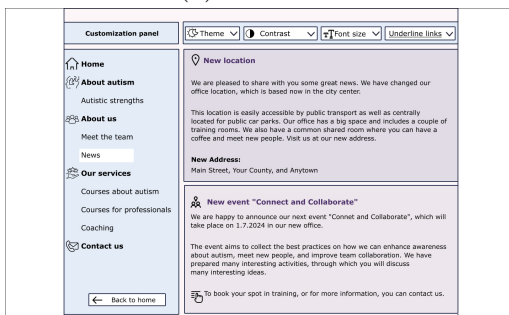 Customization panel
Theme
Contrast
Font size
Underline links
Home
About autism
Autistic strengths
About us
Meet the team
News
Our services
Courses about autism
Courses for professionals
Coaching
Contact us
Back to home
New location
We are pleased to share with you some great news. We have changed our
office location, which is based now in the city center.
This location is easily accessible by public transport as well as centrally
located for public car parks. Our office has a big space and includes a couple of
training rooms. We also have a common shared room where you can have a
coffee and meet new people. Visit us at our new address.
New Address:
Main Street, Your County, and Anytown
New event "Connect and Collaborate"
We are happy to announce our next event "Connet and Collaborate", which will
take place on 1.7.2024 in our new office.
The event aims to collect the best practices on how we can enhance awareness
about autism, meet new people, and improve team collaboration. We have
prepared many interesting activities, through which you will discuss
many interesting ideas.
To book your spot in training, or for more information, you can contact us.